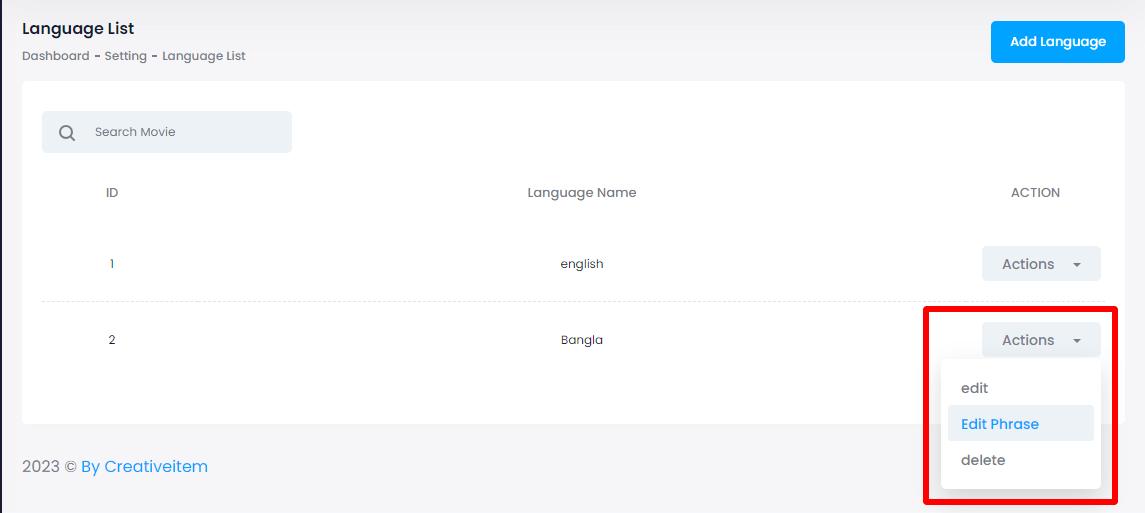 Language List
Add Language
Dashboard - Setting - Language List
Search Movie
ID Language Name ACTION
1 english Actions
2 Bangla Actions
edit
Edit Phrase
delete
2023 © By Creativeitem